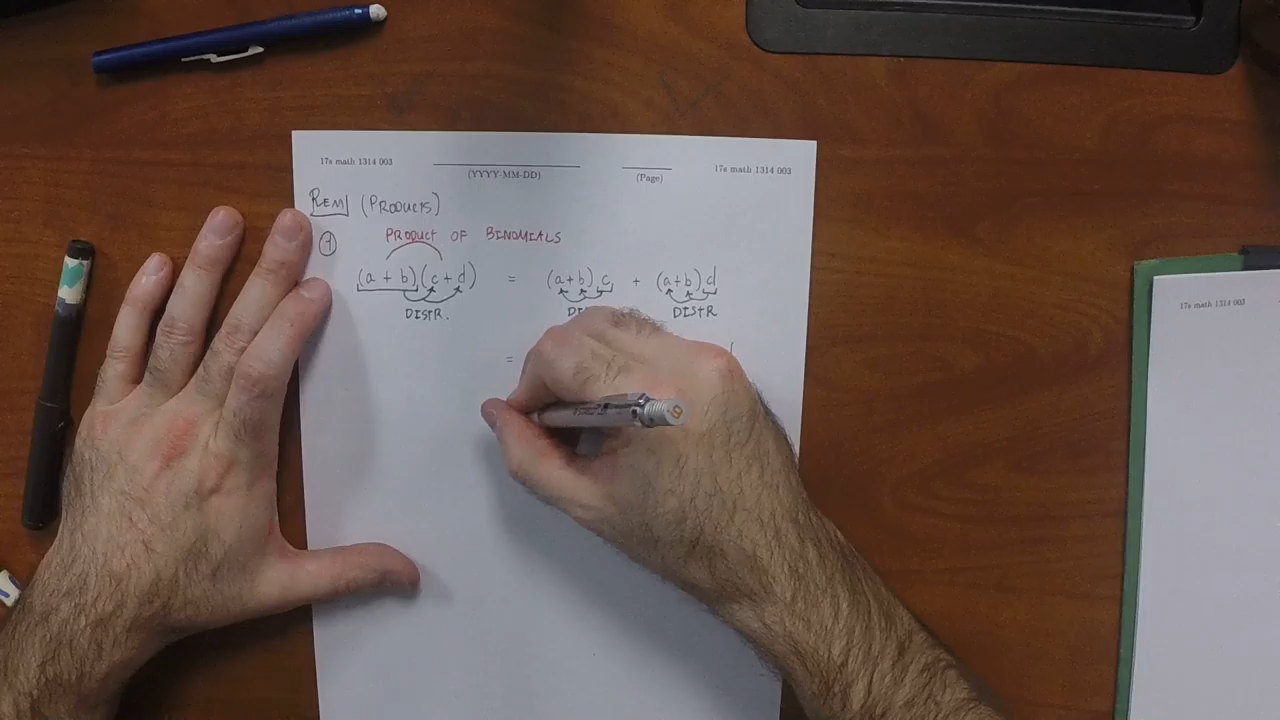 17s math 1314 003 (YYYY-MM-DD) (Page) 17s math 1314 003
REM (PRODUCTS)
1 PRODUCT OF BINOMIALS
(a + b)(c + d) = (a+b)c + (a+b)d
DISTR. DISTR
=
17s math 1314 003